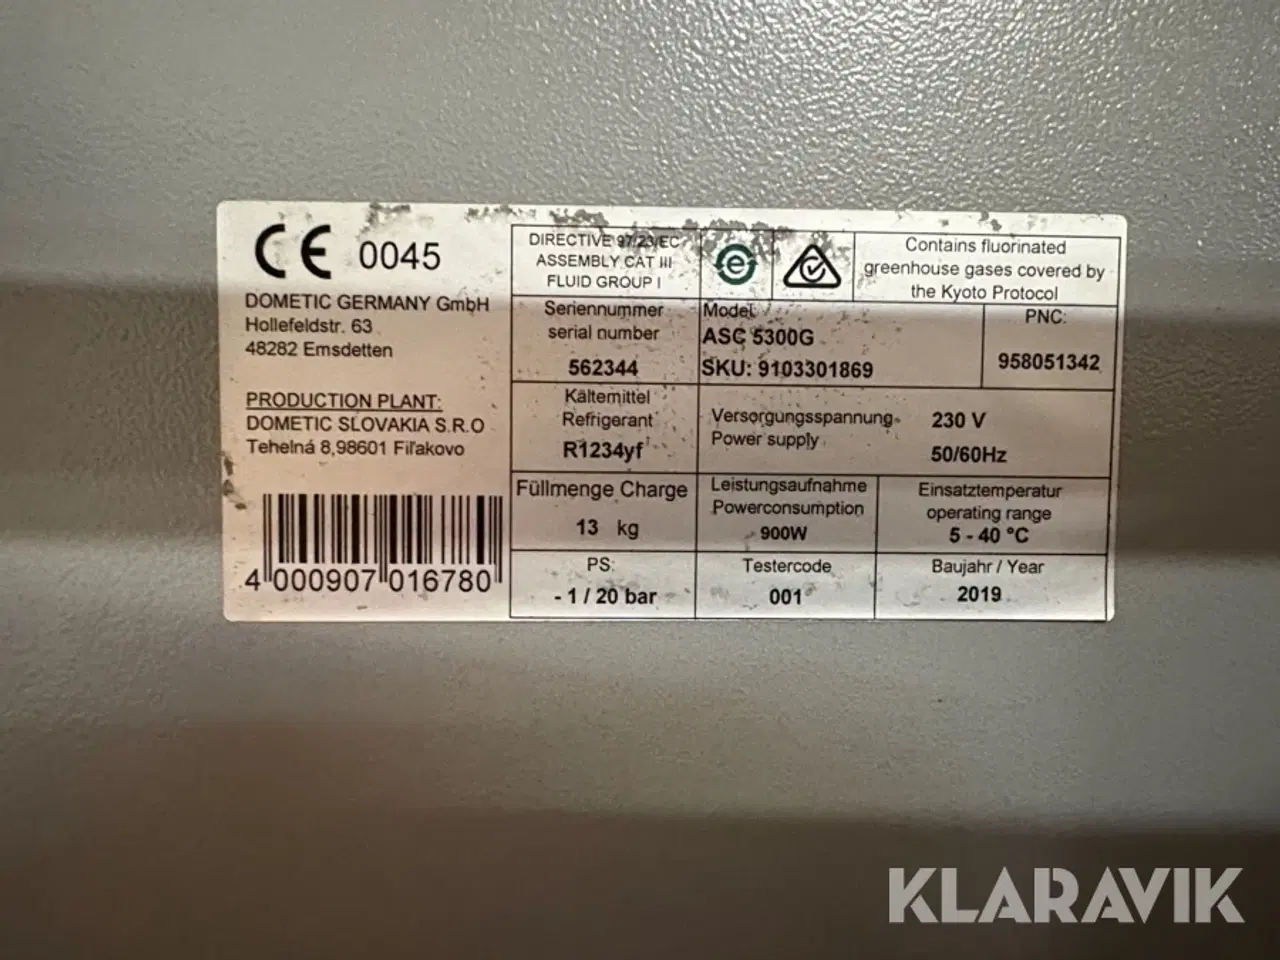 CE 0045
DOMETIC GERMANY GmbH
Hollefeldstr. 63
48282 Emsdetten
PRODUCTION PLANT:
DOMETIC SLOVAKIA S.R.O
Tehelná 8,98601 Fiľakovo
4 000907 016780
DIRECTIVE 97/23/EC
ASSEMBLY CAT III
FLUID GROUP I
e
Contains fluorinated
greenhouse gases covered by
the Kyoto Protocol
Seriennummer
serial number
562344
Model
ASC 5300G
SKU: 9103301869
PNC:
958051342
Kältemittel
Refrigerant
R1234yf
Versorgungsspannung
Power supply
230 V
50/60Hz
Füllmenge Charge
13 kg
Leistungsaufnahme
Powerconsumption
900W
Einsatztemperatur
operating range
5 - 40 °C
PS:
- 1 / 20 bar
Testercode
001
Baujahr / Year
2019
KLARAVIK